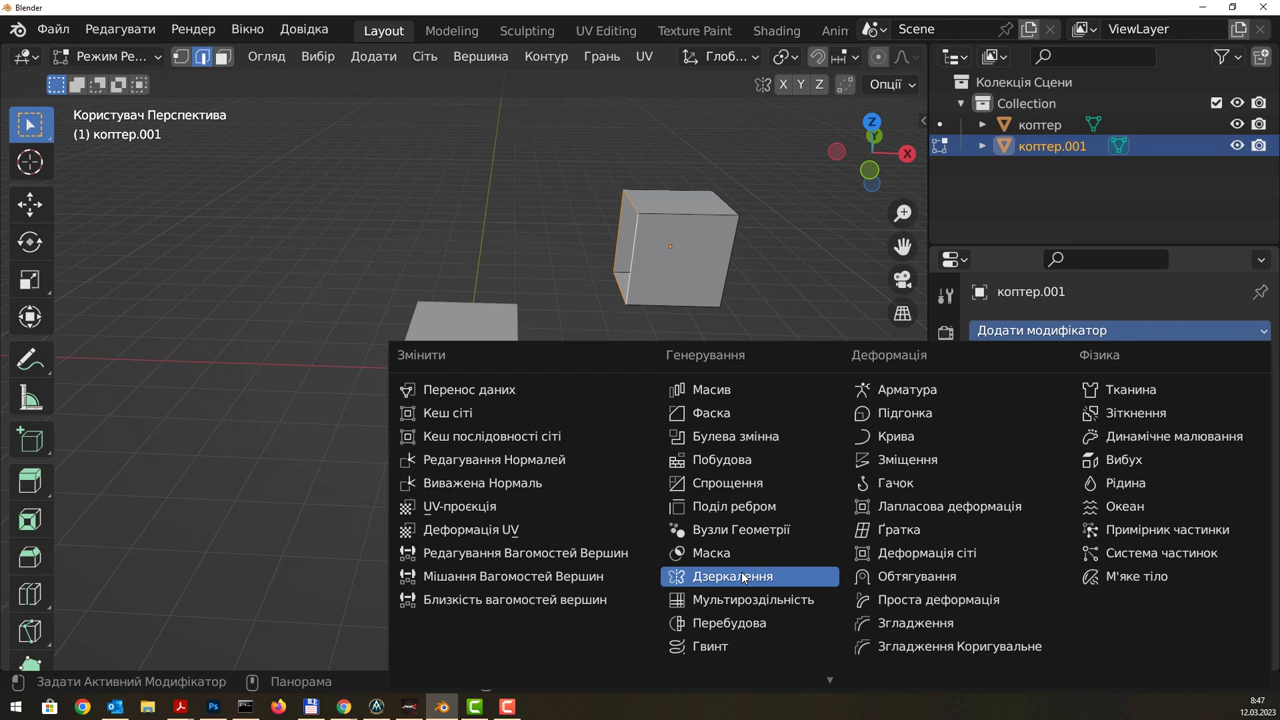 Blender
Файл Редагувати Рендер Вікно Довідка Layout Modeling Sculpting UV Editing Texture Paint Shading Anin Scene ViewLayer
Режим Ре... Огляд Вибір Додати Сіть Вершина Контур Грань UV Глоб...
X Y Z Опції
Користувач Перспектива
(1) коптер.001
Z
Y
X
Колекція Сцени
Collection
коптер
коптер.001
коптер.001
Додати модифікатор
Змінити Генерування Деформація Фізика
Перенос даних Масив Арматура Тканина
Кеш сіті Фаска Підгонка Зіткнення
Кеш послідовності сіті Булева змінна Крива Динамічне малювання
Редагування Нормалей Побудова Зміщення Вибух
Виважена Нормаль Спрощення Гачок Рідина
UV-проєкція Поділ ребром Лапласова деформація Океан
Деформація UV Вузли Геометрії Ґратка Примірник частинки
Редагування Вагомостей Вершин Маска Деформація сіті Система частинок
Мішання Вагомостей Вершин Дзеркалення Обтягування М'яке тіло
Близкість вагомостей вершин Мультироздільність Проста деформація
Перебудова Згладження
Гвинт Згладження Коригувальне
Задати Активний Модифікатор Панорама
8:47
12.03.2023